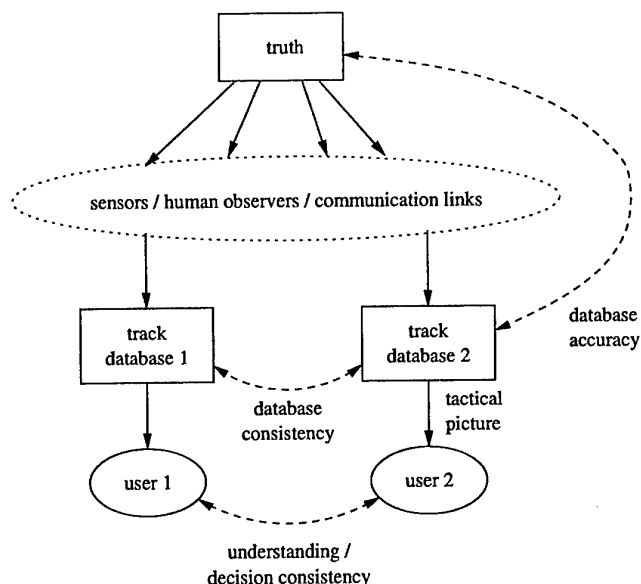 truth
sensors / human observers / communication links
track
database 1
track
database 2
database
accuracy
database
consistency
tactical
picture
user 1
user 2
understanding /
decision consistency